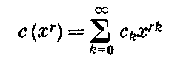 c(x^r) = \sum_{k=0}^{\infty} c_k x^{rk}